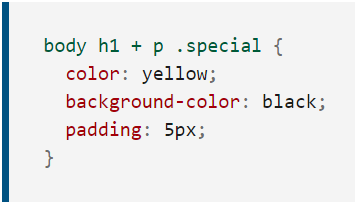 body h1 + p .special {
  color: yellow;
  background-color: black;
  padding: 5px;
}